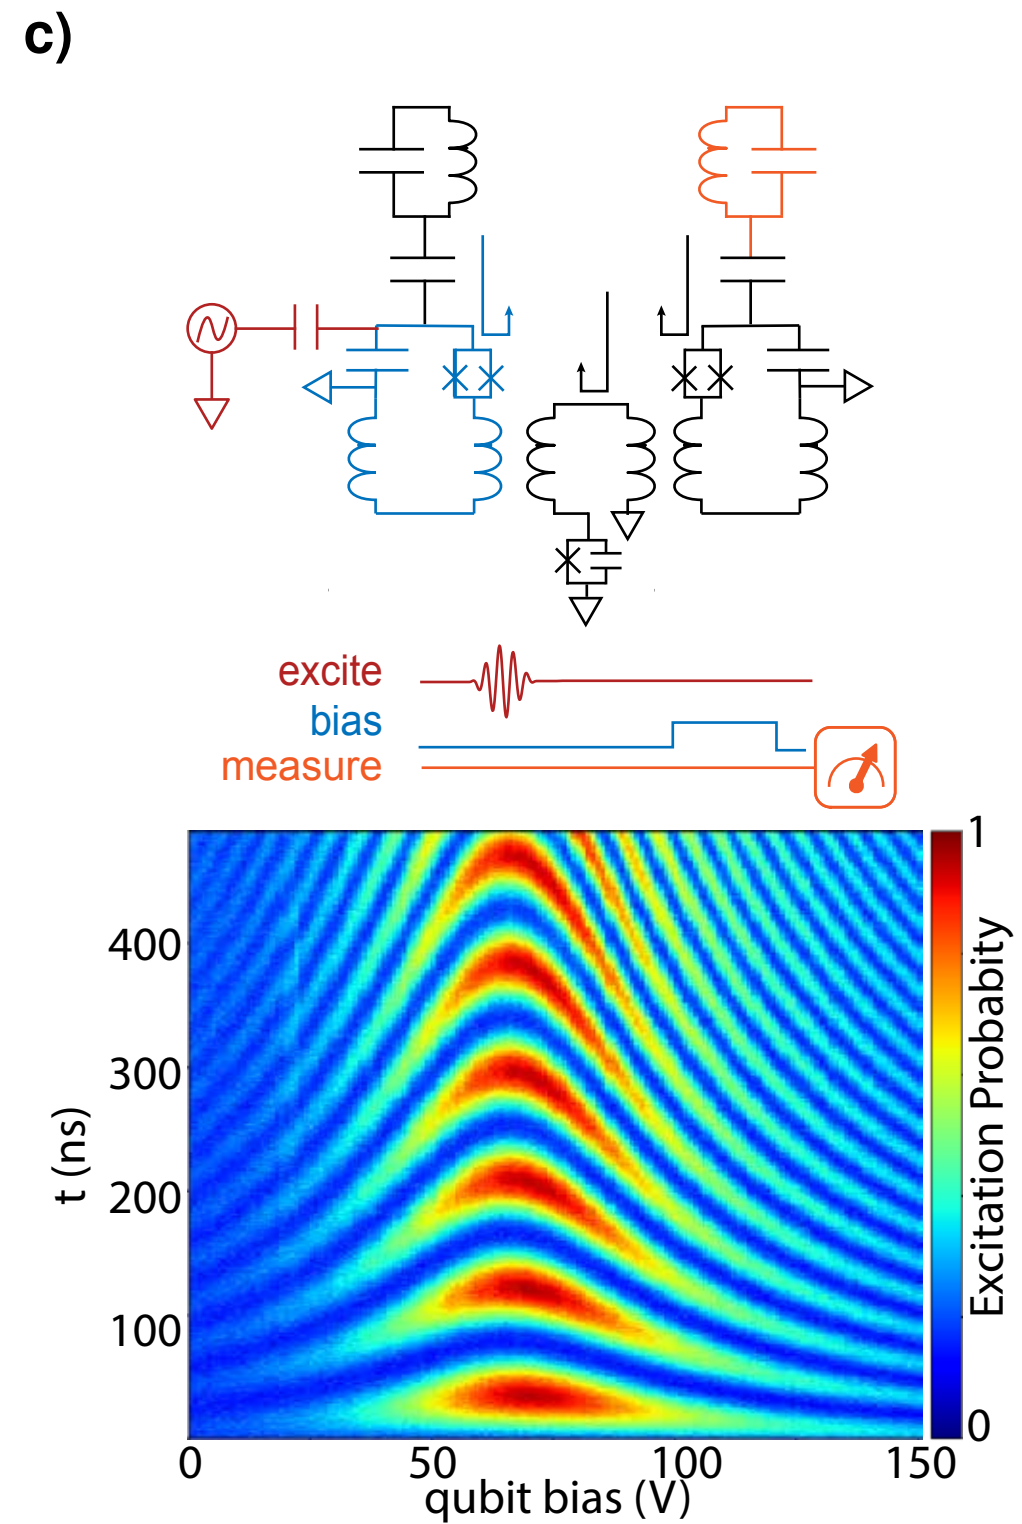 c)
excite
bias
measure
1
400
300
200
100
t (ns)
0
Excitation Probabity
0 50 100 150
qubit bias (V)